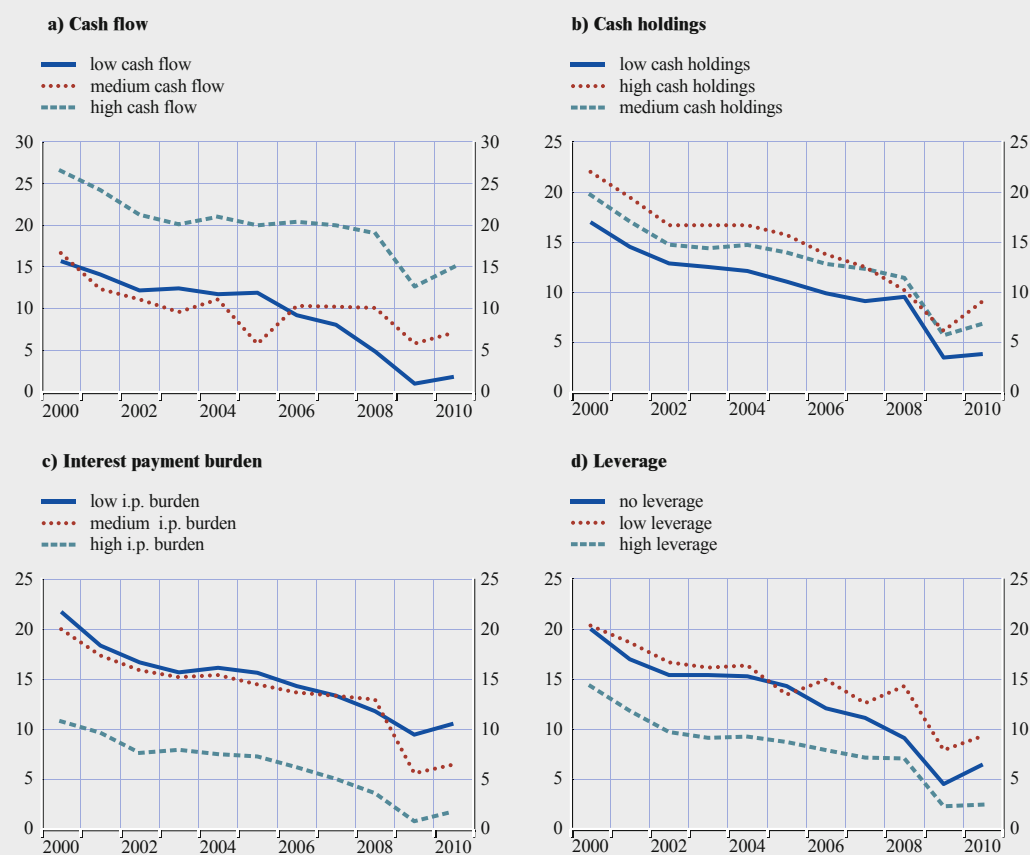 a) Cash flow
low cash flow
medium cash flow
high cash flow
30 30
25 25
20 20
15 15
10 10
5 5
0 0
2000 2002 2004 2006 2008 2010
b) Cash holdings
low cash holdings
high cash holdings
medium cash holdings
25 25
20 20
15 15
10 10
5 5
0 0
2000 2002 2004 2006 2008 2010
c) Interest payment burden
low i.p. burden
medium i.p. burden
high i.p. burden
25 25
20 20
15 15
10 10
5 5
0 0
2000 2002 2004 2006 2008 2010
d) Leverage
no leverage
low leverage
high leverage
25 25
20 20
15 15
10 10
5 5
0 0
2000 2002 2004 2006 2008 2010